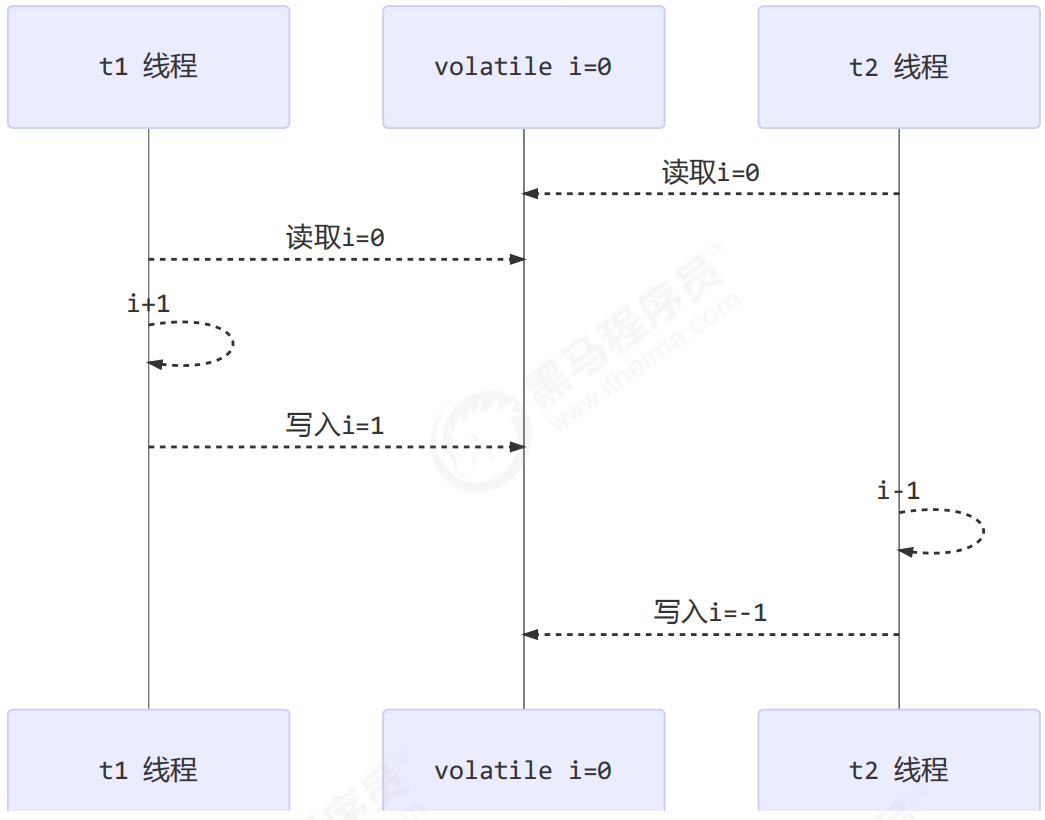 t1 线程
volatile i=0
t2 线程
读取i=0
读取i=0
i+1
写入i=1
i-1
写入i=-1
t1 线程
volatile i=0
t2 线程
黑马程序员™
www.itheima.com